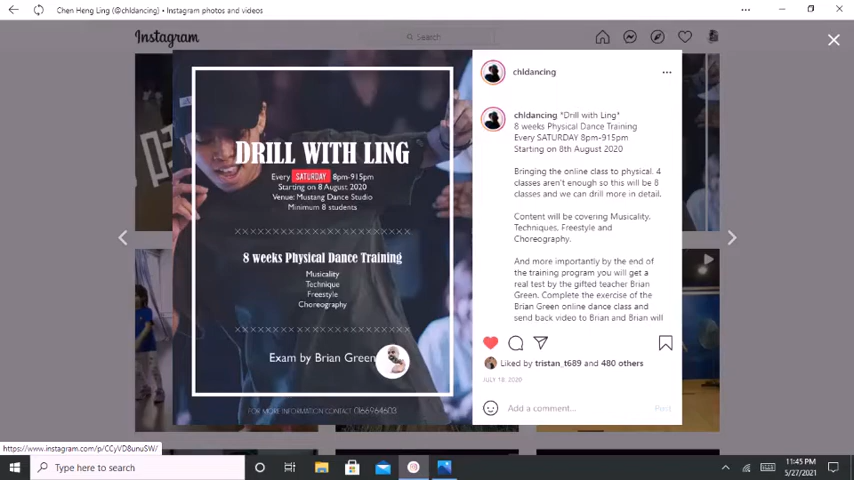 Chen Heng Ling (@chldancing) • Instagram photos and videos
Instagram
Search
DRILL WITH LING
Every SATURDAY 8pm-915pm
Starting on 8 August 2020
Venue: Mustang Dance Studio
Minimum 8 students
××××××××××××××××××××××××××××
8 weeks Physical Dance Training
Musicality
Technique
Freestyle
Choreography
××××××××××××××××××××××××××××
Exam by Brian Green
FOR MORE INFORMATION CONTACT 0166964603
chldancing
chldancing *Drill with Ling*
8 weeks Physical Dance Training
Every SATURDAY 8pm-915pm
Starting on 8th August 2020
Bringing the online class to physical. 4
classes aren't enough so this will be 8
classes and we can drill more in detail.
Content will be covering Musicality,
Techniques, Freestyle and
Choreography.
And more importantly by the end of
the training program you will get a
real test by the gifted teacher Brian
Green. Complete the exercise of the
Brian Green online dance class and
send back video to Brian and Brian will
Liked by tristan_t689 and 480 others
JULY 18, 2020
Add a comment...
Post
https://www.instagram.com/p/CCyVD8unuSW/
Type here to search
11:45 PM
5/27/2021